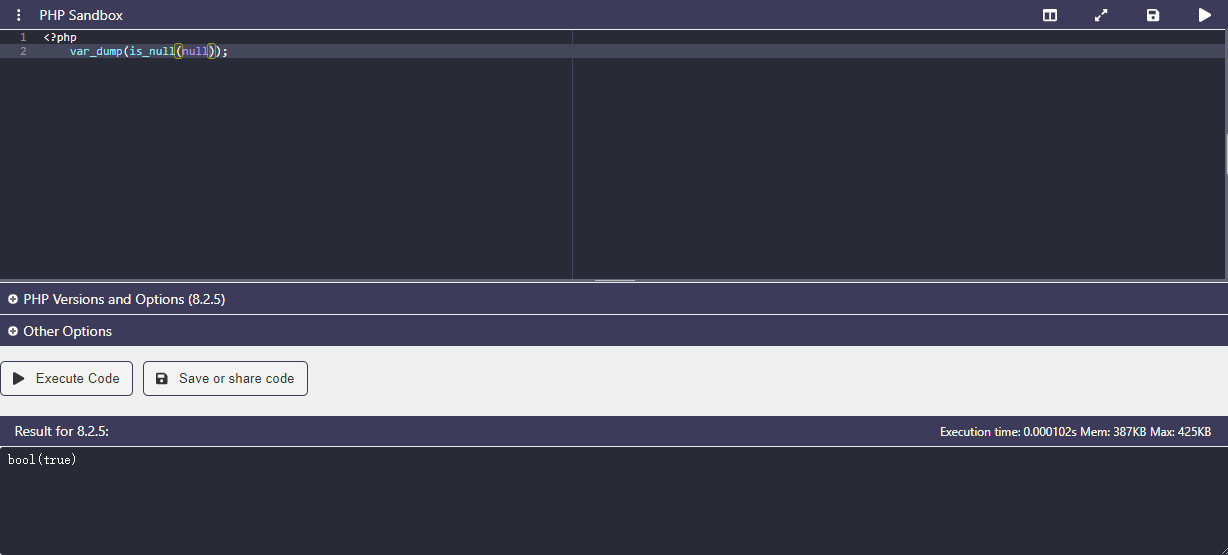 PHP Sandbox
1 <?php
2 var_dump(is_null(null));
PHP Versions and Options (8.2.5)
Other Options
Execute Code Save or share code
Result for 8.2.5: Execution time: 0.000102s Mem: 387KB Max: 425KB
bool(true)